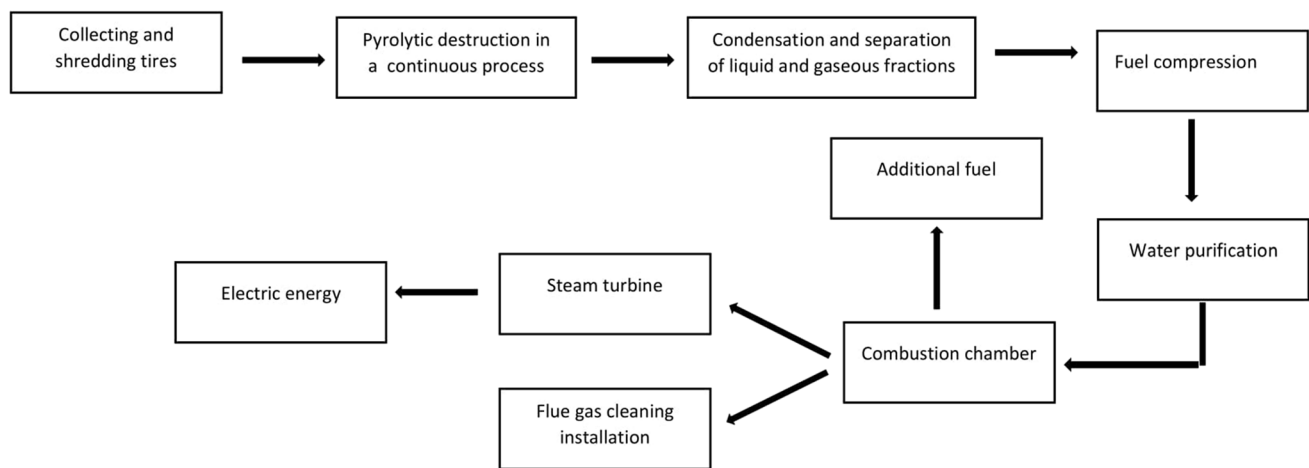 Collecting and
shredding tires
Pyrolytic destruction in
a continuous process
Condensation and separation
of liquid and gaseous fractions
Fuel compression
Additional fuel
Water purification
Steam turbine
Electric energy
Combustion chamber
Flue gas cleaning
installation